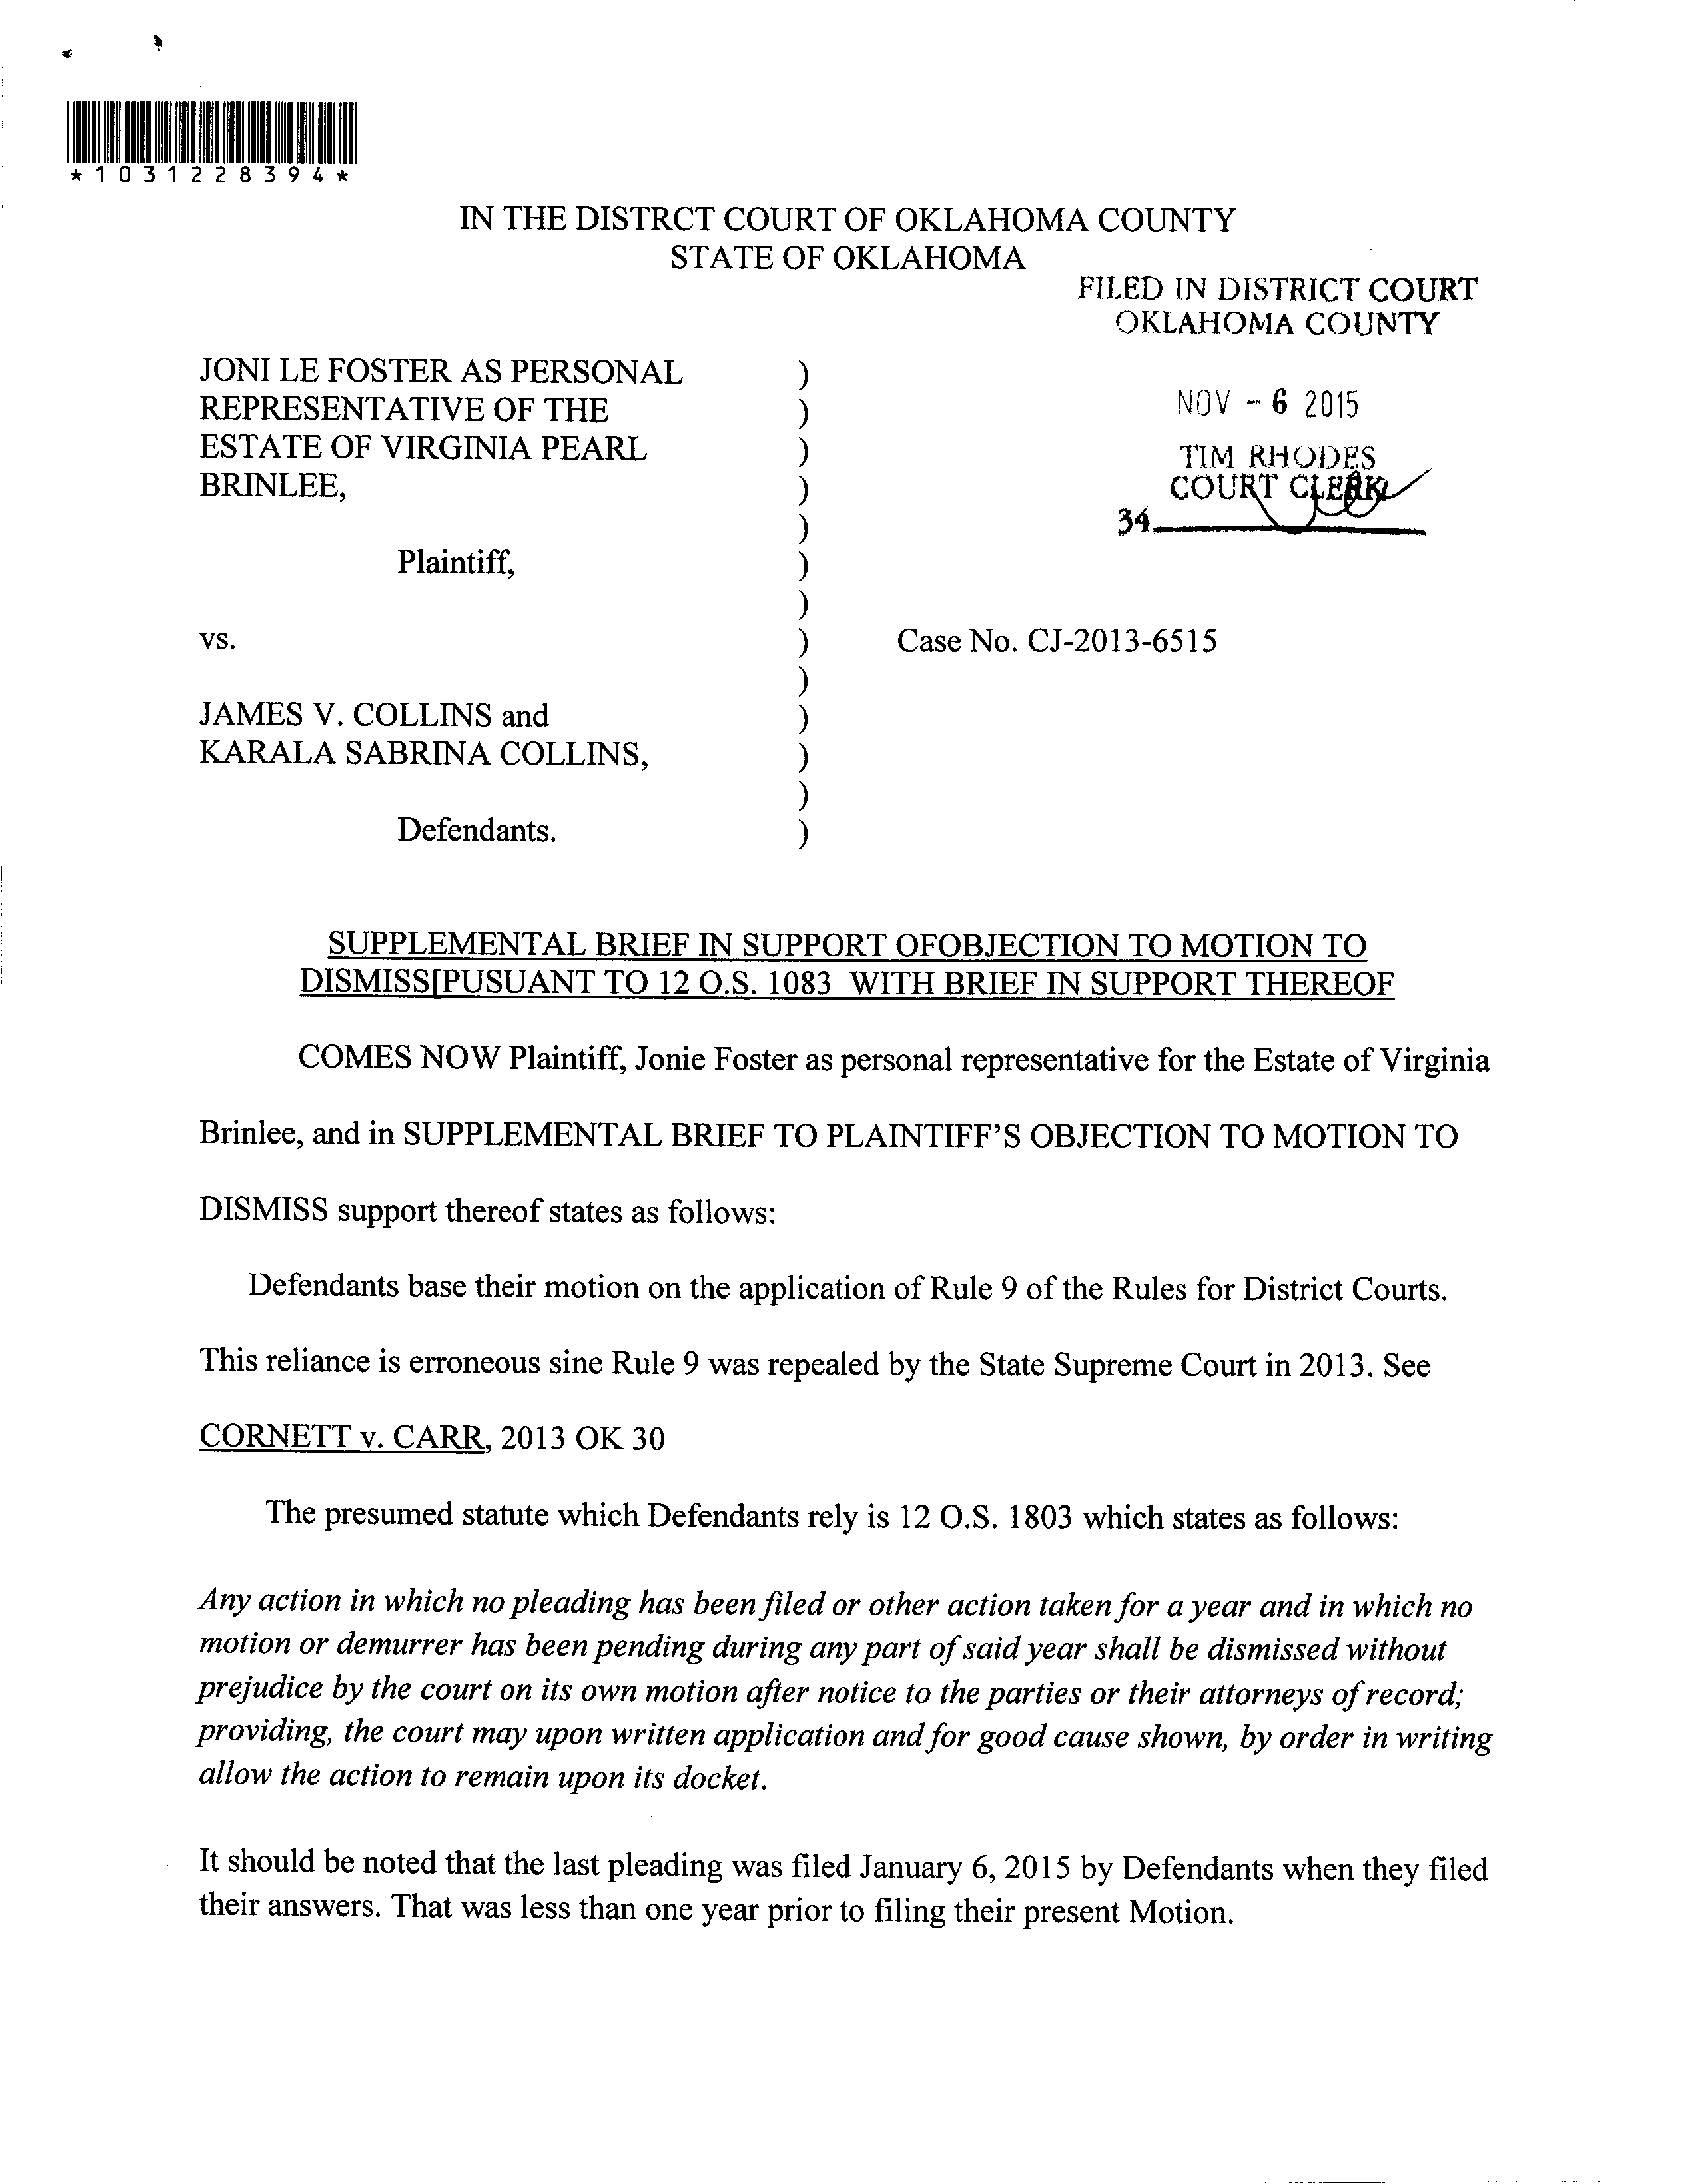 *1031228394*
IN THE DISTRCT COURT OF OKLAHOMA COUNTY
STATE OF OKLAHOMA
FILED IN DISTRICT COURT
OKLAHOMA COUNTY
NOV - 6 2015
TIM RHODES
COURT CLERK
34
JONI LE FOSTER AS PERSONAL )
REPRESENTATIVE OF THE )
ESTATE OF VIRGINIA PEARL )
BRINLEE, )
)
Plaintiff, )
)
vs. ) Case No. CJ-2013-6515
)
JAMES V. COLLINS and )
KARALA SABRINA COLLINS, )
)
Defendants. )
SUPPLEMENTAL BRIEF IN SUPPORT OFOBJECTION TO MOTION TO
DISMISS[PUSUANT TO 12 O.S. 1083 WITH BRIEF IN SUPPORT THEREOF
COMES NOW Plaintiff, Jonie Foster as personal representative for the Estate of Virginia
Brinlee, and in SUPPLEMENTAL BRIEF TO PLAINTIFF'S OBJECTION TO MOTION TO
DISMISS support thereof states as follows:
Defendants base their motion on the application of Rule 9 of the Rules for District Courts.
This reliance is erroneous sine Rule 9 was repealed by the State Supreme Court in 2013. See
CORNETT v. CARR, 2013 OK 30
The presumed statute which Defendants rely is 12 O.S. 1803 which states as follows:
Any action in which no pleading has been filed or other action taken for a year and in which no
motion or demurrer has been pending during any part of said year shall be dismissed without
prejudice by the court on its own motion after notice to the parties or their attorneys of record;
providing, the court may upon written application and for good cause shown, by order in writing
allow the action to remain upon its docket.
It should be noted that the last pleading was filed January 6, 2015 by Defendants when they filed
their answers. That was less than one year prior to filing their present Motion.